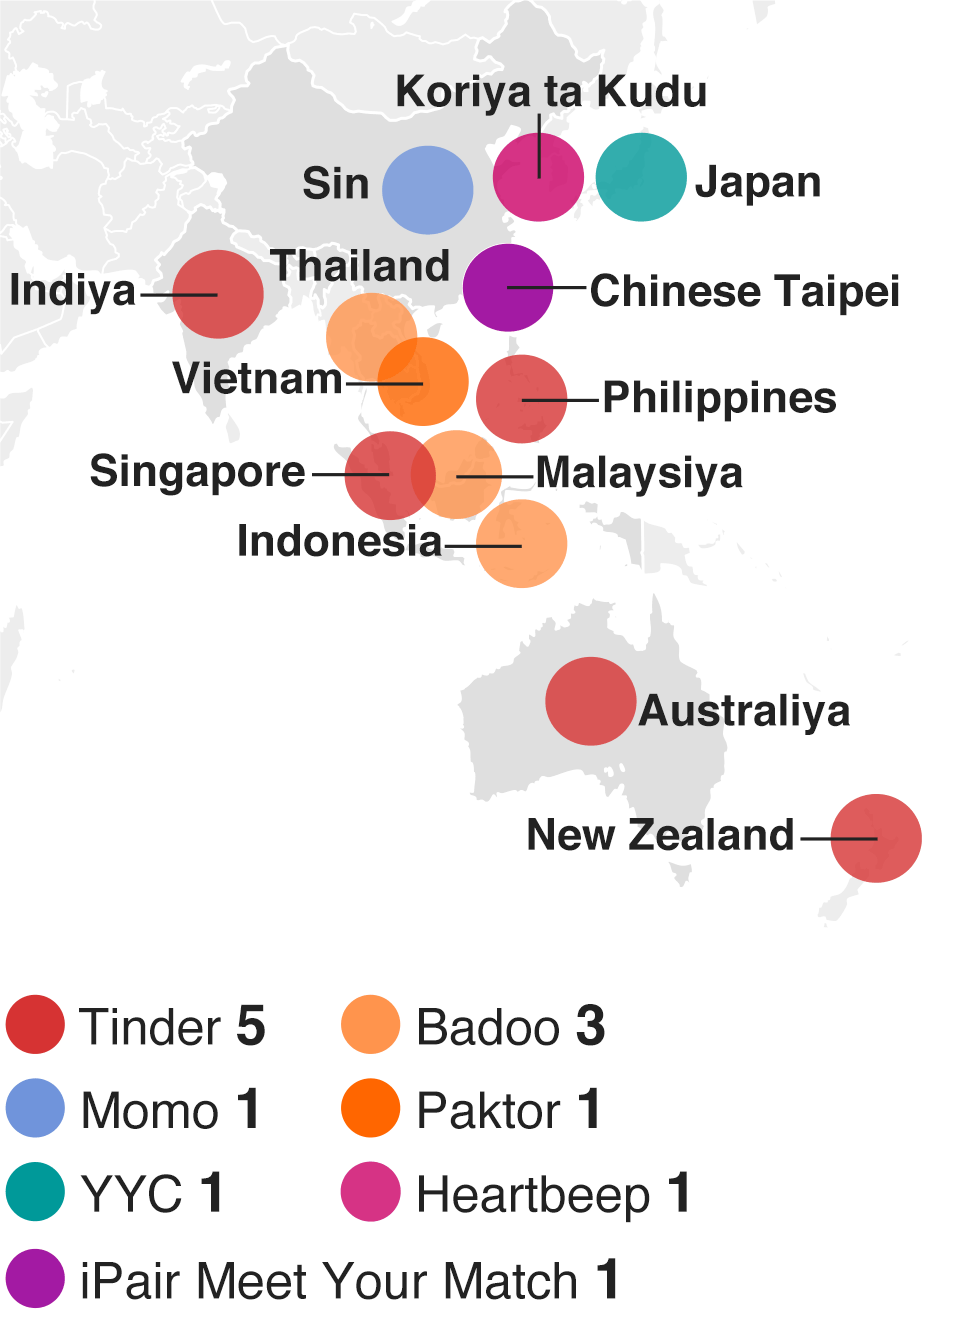 Koriya ta Kudu
Sin
Japan
Thailand
Indiya
Chinese Taipei
Vietnam
Philippines
Singapore
Malaysiya
Indonesia
Australiya
New Zealand
Tinder 5
Badoo 3
Momo 1
Paktor 1
YYC 1
Heartbeep 1
iPair Meet Your Match 1